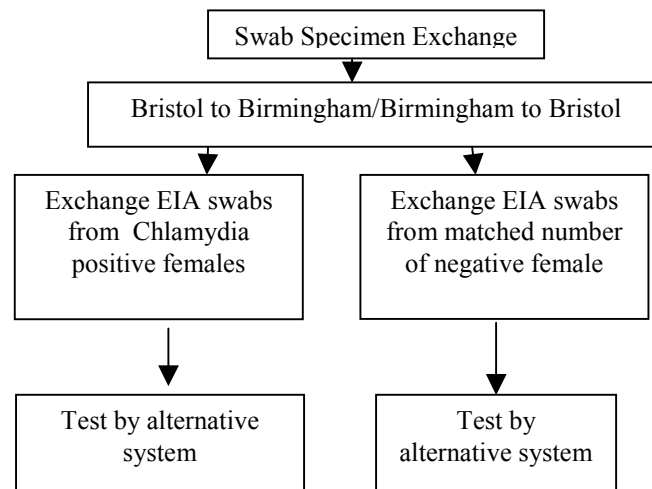 Swab Specimen Exchange
Bristol to Birmingham/Birmingham to Bristol
Exchange EIA swabs
from Chlamydia
positive females
Exchange EIA swabs
from matched number
of negative female
Test by alternative
system
Test by
alternative system